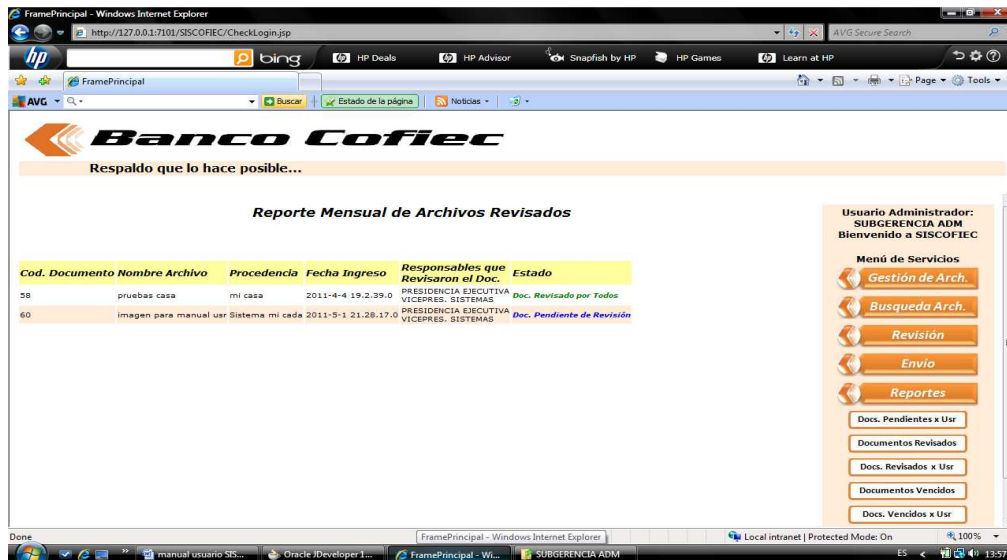 FramePrincipal - Windows Internet Explorer
http://127.0.0.1:7101/SISCOFIEC/CheckLogin.jsp
AVG Secure Search
hp
bing
HP Deals
HP Advisor
Snapfish by HP
HP Games
Learn at HP
FramePrincipal
Page
Tools
AVG
Buscar
Estado de la página
Noticias
Banco Cofiec
Respaldo que lo hace posible...
Reporte Mensual de Archivos Revisados
Cod. Documento Nombre Archivo Procedencia Fecha Ingreso Responsables que Revisaron el Doc. Estado
58 pruebas casa mi casa 2011-4-4 19.2.39.0 PRESIDENCIA EJECUTIVA VICEPRES. SISTEMAS Doc. Revisado por Todos
60 imagen para manual usr Sistema mi cada 2011-5-1 21.28.17.0 PRESIDENCIA EJECUTIVA VICEPRES. SISTEMAS Doc. Pendiente de Revisión
Usuario Administrador:
SUBGERENCIA ADM
Bienvenido a SISCOFIEC
Menú de Servicios
Gestión de Arch.
Busqueda Arch.
Revisión
Envío
Reportes
Docs. Pendientes x Usr
Documentos Revisados
Docs. Revisados x Usr
Documentos Vencidos
Docs. Vencidos x Usr
Done
FramePrincipal - Windows Internet Explorer
Local intranet | Protected Mode: On
100%
manual usuario SIS...
Oracle JDeveloper 1...
FramePrincipal - Wi...
SUBGERENCIA ADM
ES
13:57